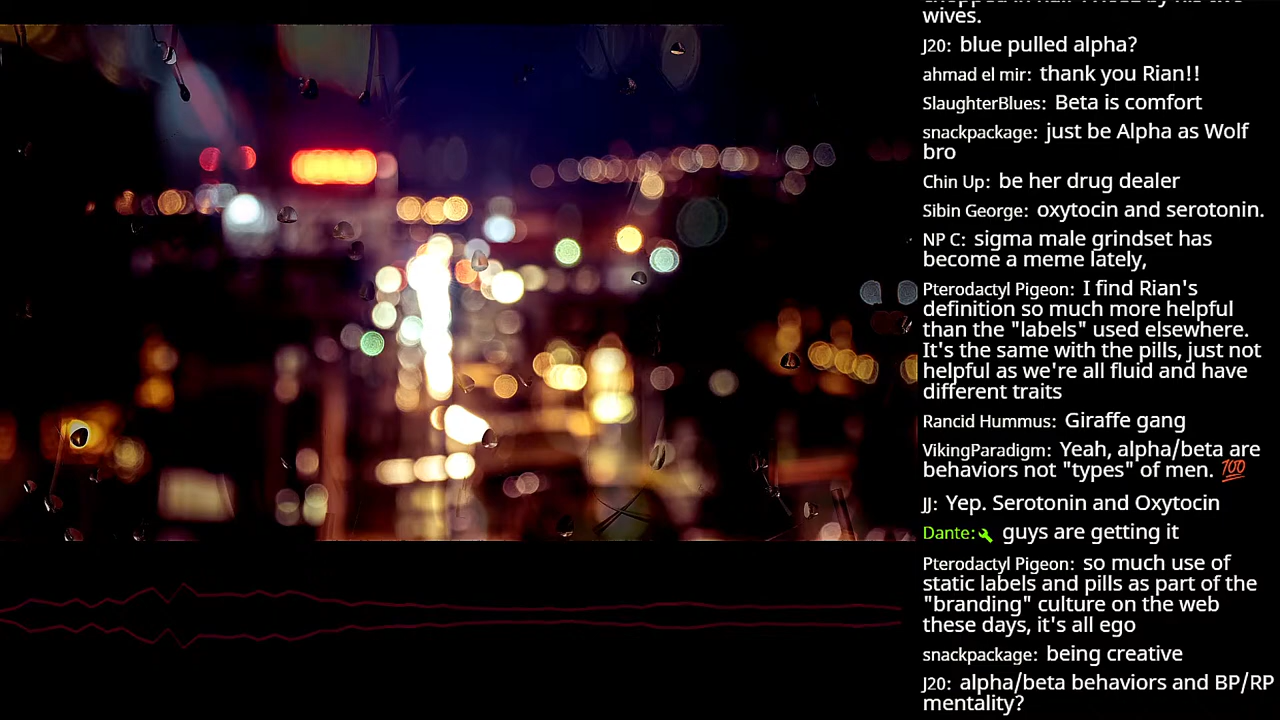 wives.
J20: blue pulled alpha?
ahmad el mir: thank you Rian!!
SlaughterBlues: Beta is comfort
snackpackage: just be Alpha as Wolf
bro
Chin Up: be her drug dealer
Sibin George: oxytocin and serotonin.
NP C: sigma male grindset has
become a meme lately,
Pterodactyl Pigeon: I find Rian's
definition so much more helpful
than the "labels" used elsewhere.
It's the same with the pills, just not
helpful as we're all fluid and have
different traits
Rancid Hummus: Giraffe gang
VikingParadigm: Yeah, alpha/beta are
behaviors not "types" of men. 💯
JJ: Yep. Serotonin and Oxytocin
Dante:🔧 guys are getting it
Pterodactyl Pigeon: so much use of
static labels and pills as part of the
"branding" culture on the web
these days, it's all ego
snackpackage: being creative
J20: alpha/beta behaviors and BP/RP
mentality?